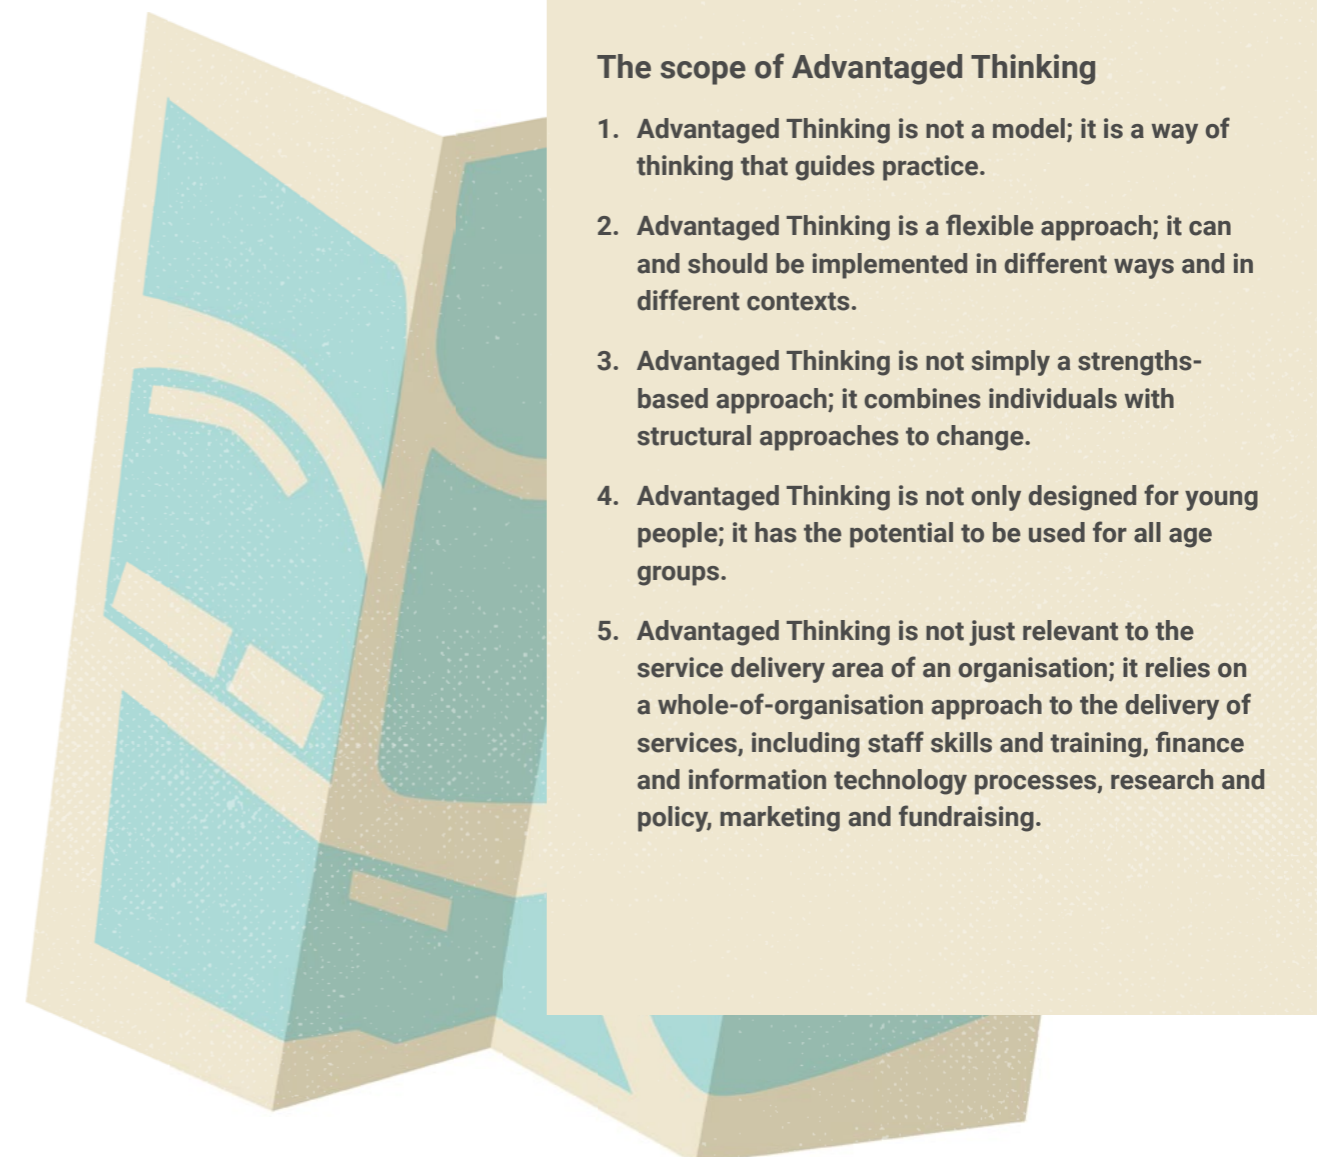 The scope of Advantaged Thinking
1. Advantaged Thinking is not a model; it is a way of
thinking that guides practice.
2. Advantaged Thinking is a flexible approach; it can
and should be implemented in different ways and in
different contexts.
3. Advantaged Thinking is not simply a strengths-
based approach; it combines individuals with
structural approaches to change.
4. Advantaged Thinking is not only designed for young
people; it has the potential to be used for all age
groups.
5. Advantaged Thinking is not just relevant to the
service delivery area of an organisation; it relies on
a whole-of-organisation approach to the delivery of
services, including staff skills and training, finance
and information technology processes, research and
policy, marketing and fundraising.